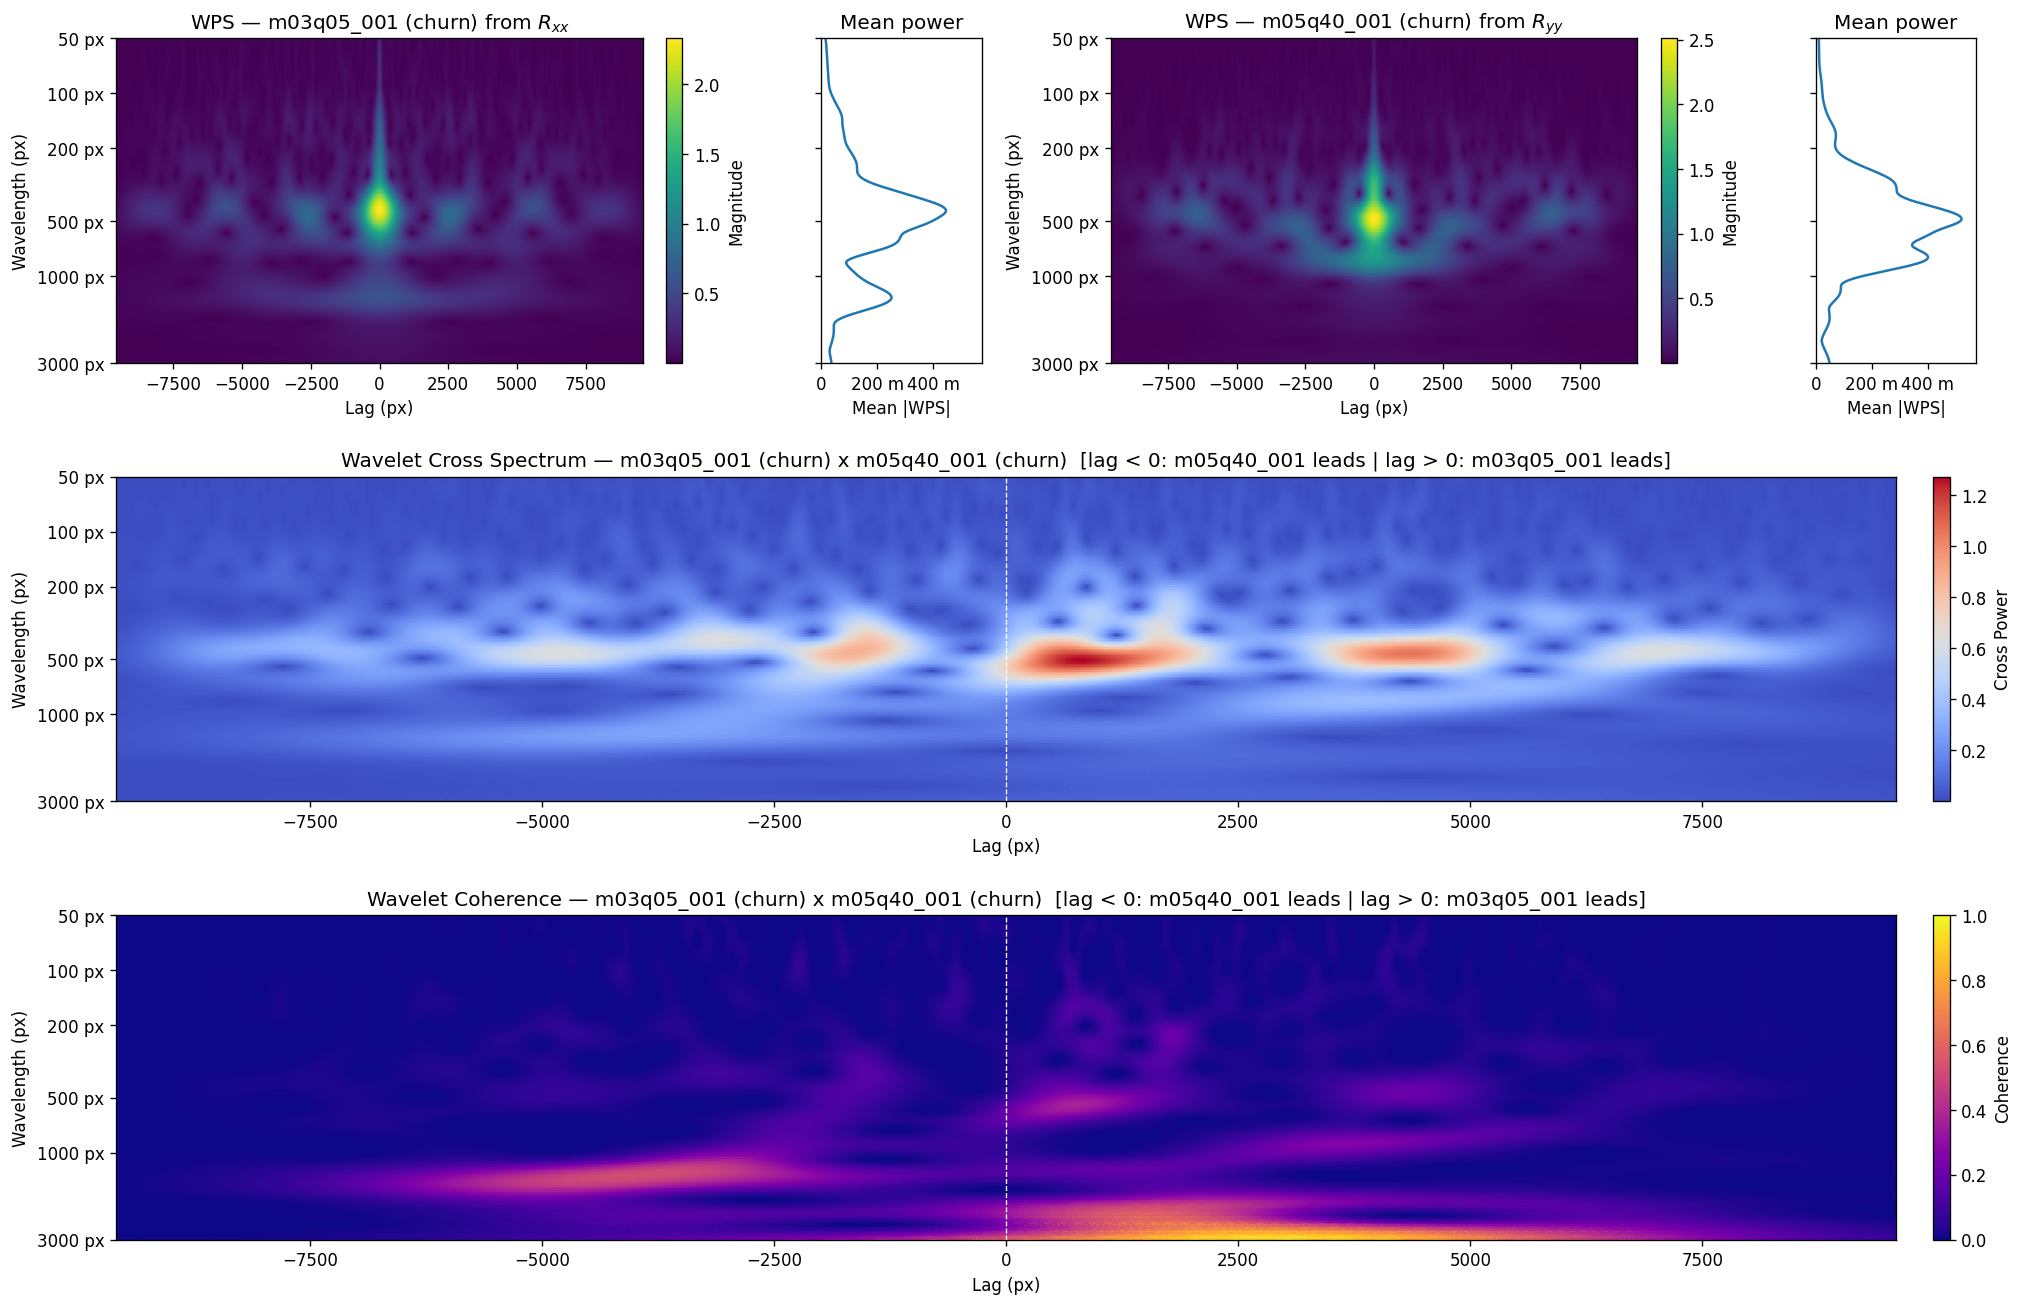 WPS — m03q05_001 (churn) from Rxx
Mean power
WPS — m05q40_001 (churn) from Ryy
Mean power
50 px
100 px
200 px
500 px
1000 px
3000 px
Wavelength (px)
−7500 −5000 −2500 0 2500 5000 7500
Lag (px)
2.0
1.5
1.0
0.5
Magnitude
0 200 m 400 m
Mean |WPS|
50 px
100 px
200 px
500 px
1000 px
3000 px
Wavelength (px)
−7500 −5000 −2500 0 2500 5000 7500
Lag (px)
2.5
2.0
1.5
1.0
0.5
Magnitude
0 200 m 400 m
Mean |WPS|
Wavelet Cross Spectrum — m03q05_001 (churn) x m05q40_001 (churn) [lag < 0: m05q40_001 leads | lag > 0: m03q05_001 leads]
50 px
100 px
200 px
500 px
1000 px
3000 px
Wavelength (px)
−7500 −5000 −2500 0 2500 5000 7500
Lag (px)
1.2
1.0
0.8
0.6
0.4
0.2
Cross Power
Wavelet Coherence — m03q05_001 (churn) x m05q40_001 (churn) [lag < 0: m05q40_001 leads | lag > 0: m03q05_001 leads]
50 px
100 px
200 px
500 px
1000 px
3000 px
Wavelength (px)
−7500 −5000 −2500 0 2500 5000 7500
Lag (px)
1.0
0.8
0.6
0.4
0.2
0.0
Coherence